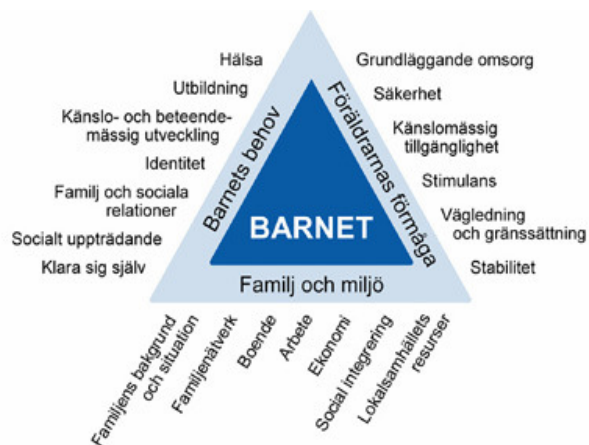 Hälsa
Utbildning
Känslo- och beteende-
mässig utveckling
Identitet
Familj och sociala
relationer
Socialt uppträdande
Klara sig själv
Barnets behov
BARNET
Föräldrarnas förmåga
Grundläggande omsorg
Säkerhet
Känslomässig
tillgänglighet
Stimulans
Vägledning
och gränssättning
Stabilitet
Familj och miljö
Familjens bakgrund
och situation
Familjenätverk
Boende
Arbete
Ekonomi
Social integrering
Lokalsamhällets
resurser